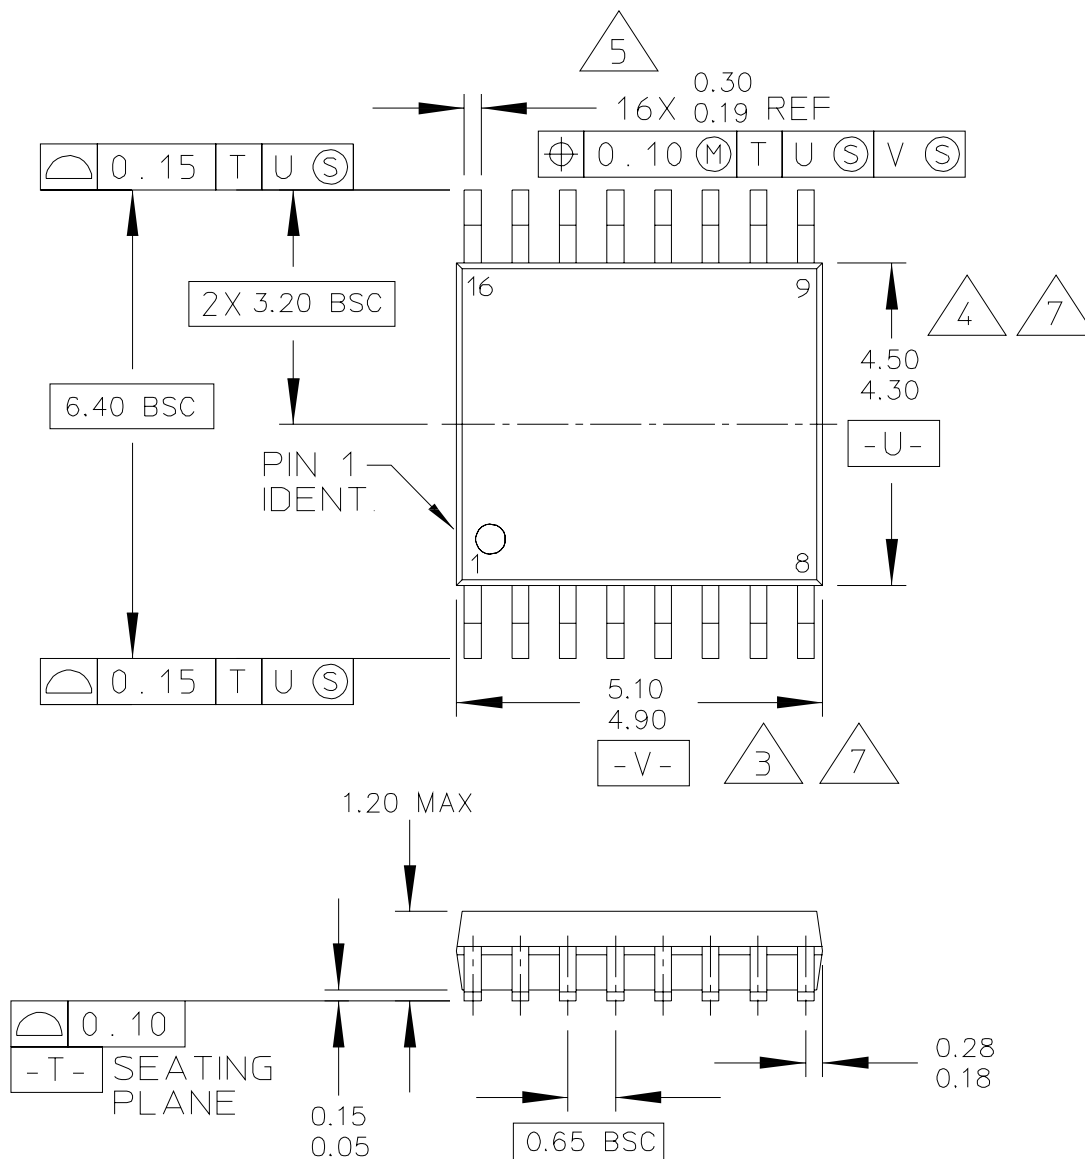 5
0.30
16X 0.19 REF
0.15 T U Ⓢ
⌖ 0.10 Ⓜ T U Ⓢ V Ⓢ
16
9
2X 3.20 BSC
4
7
4.50
4.30
6.40 BSC
-U-
PIN 1
IDENT.
1
8
0.15 T U Ⓢ
5.10
4.90
-V-
3
7
1.20 MAX
0.10
-T- SEATING
PLANE
0.28
0.18
0.15
0.05
0.65 BSC